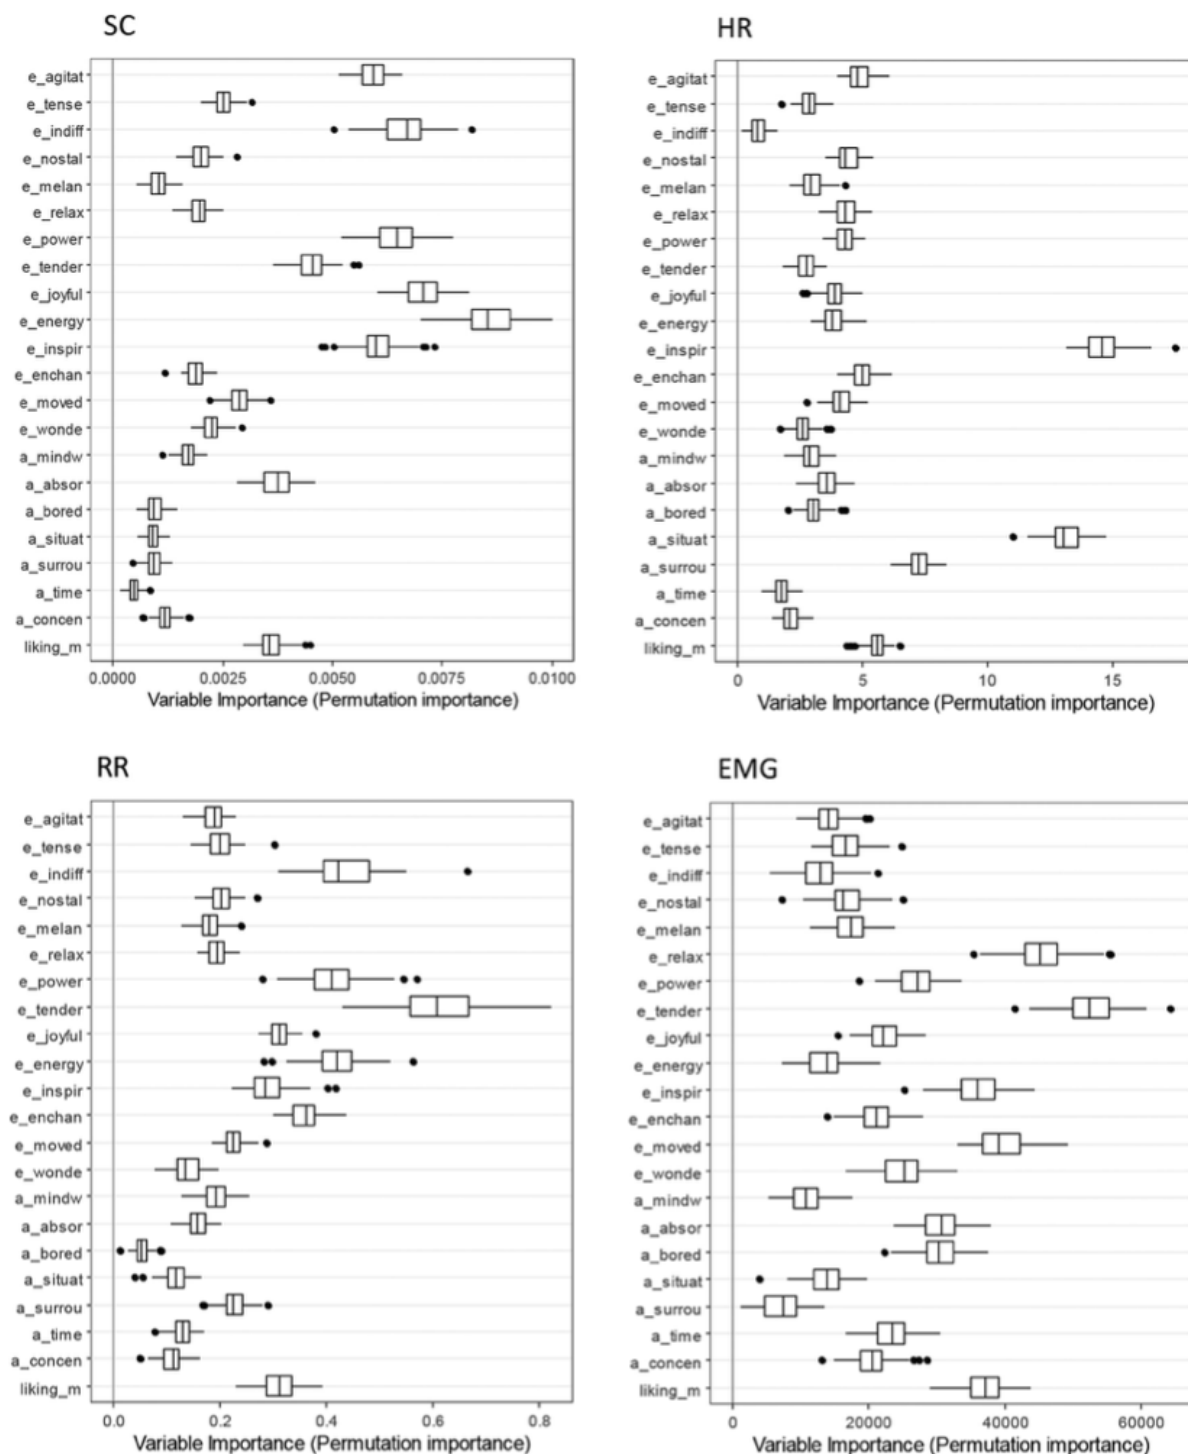 SC
e_agitat
e_tense
e_indiff
e_nostal
e_melan
e_relax
e_power
e_tender
e_joyful
e_energy
e_inspir
e_enchan
e_moved
e_wonde
a_mindw
a_absor
a_bored
a_situat
a_surrou
a_time
a_concen
liking_m
0.0000 0.0025 0.0050 0.0075 0.0100
Variable Importance (Permutation importance)
HR
e_agitat
e_tense
e_indiff
e_nostal
e_melan
e_relax
e_power
e_tender
e_joyful
e_energy
e_inspir
e_enchan
e_moved
e_wonde
a_mindw
a_absor
a_bored
a_situat
a_surrou
a_time
a_concen
liking_m
0 5 10 15
Variable Importance (Permutation importance)
RR
e_agitat
e_tense
e_indiff
e_nostal
e_melan
e_relax
e_power
e_tender
e_joyful
e_energy
e_inspir
e_enchan
e_moved
e_wonde
a_mindw
a_absor
a_bored
a_situat
a_surrou
a_time
a_concen
liking_m
0.0 0.2 0.4 0.6 0.8
Variable Importance (Permutation importance)
EMG
e_agitat
e_tense
e_indiff
e_nostal
e_melan
e_relax
e_power
e_tender
e_joyful
e_energy
e_inspir
e_enchan
e_moved
e_wonde
a_mindw
a_absor
a_bored
a_situat
a_surrou
a_time
a_concen
liking_m
0 20000 40000 60000
Variable Importance (Permutation importance)